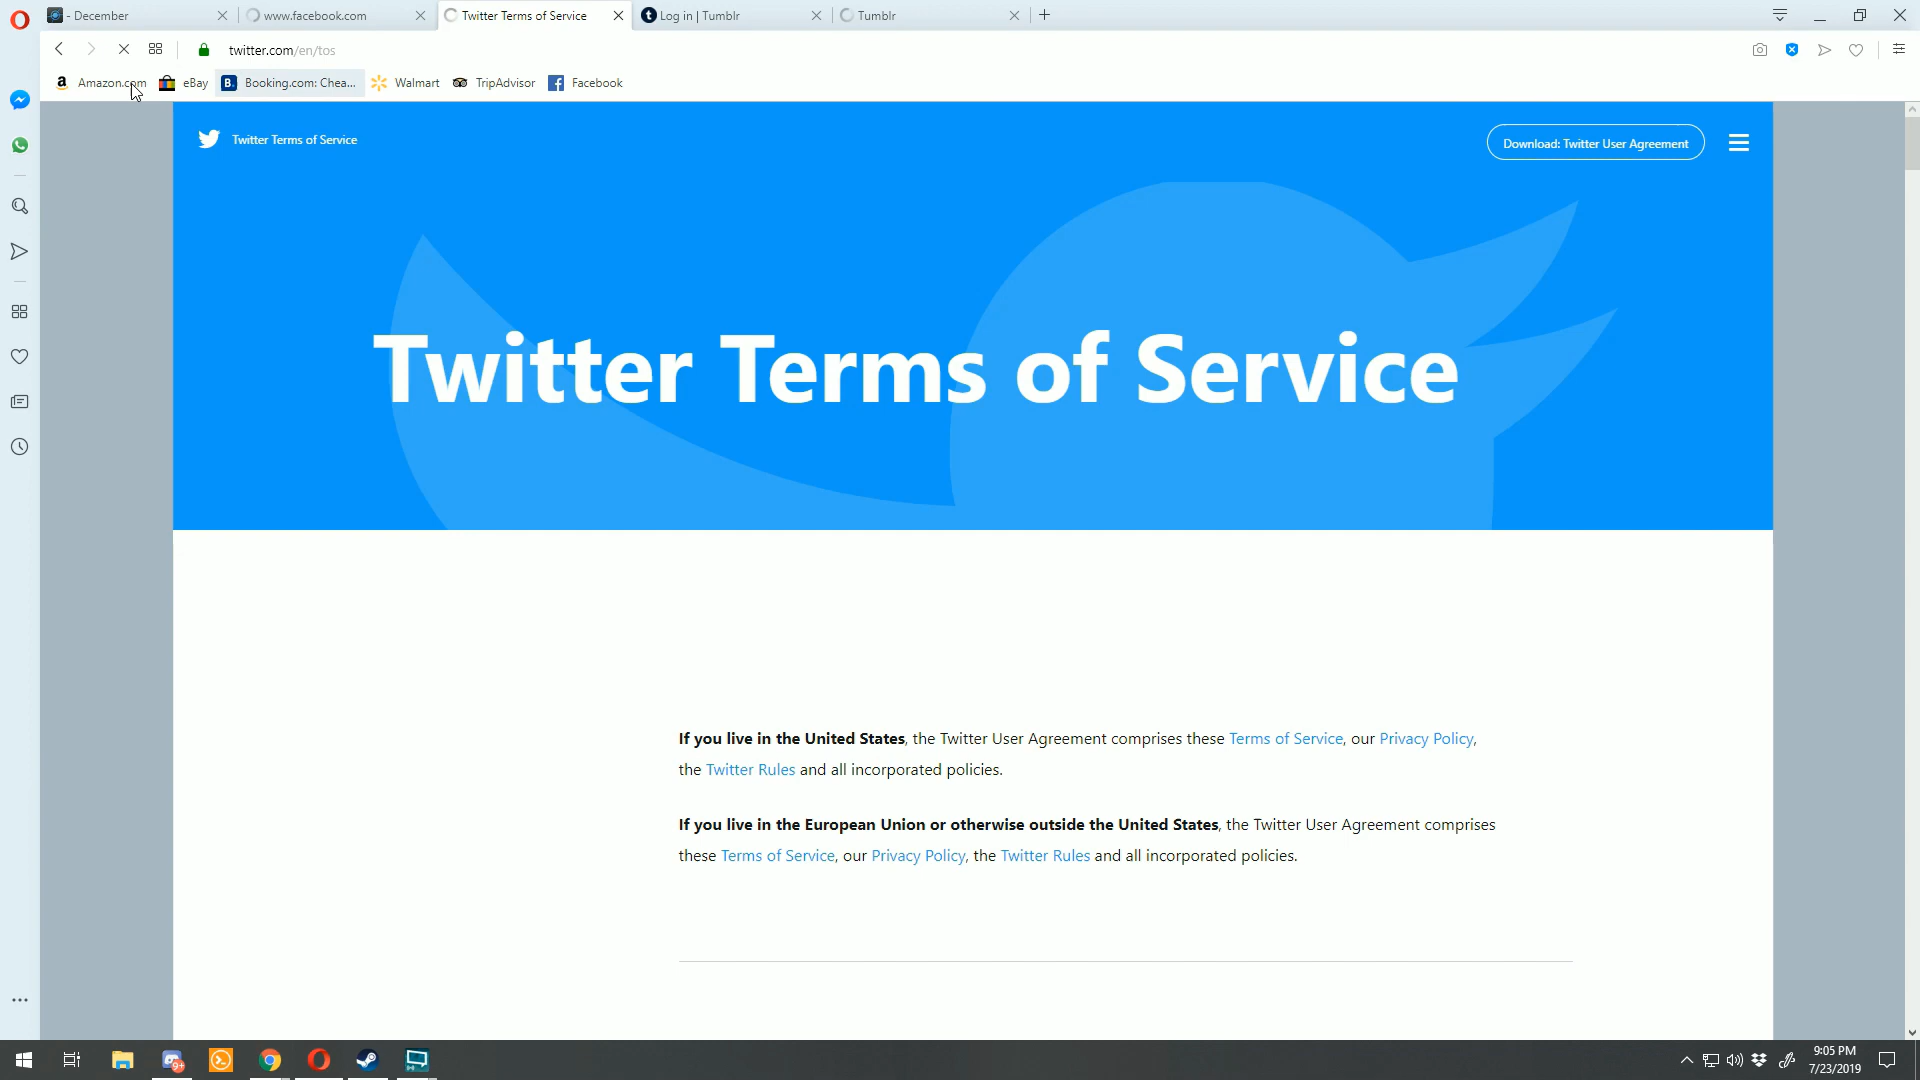 - December
www.facebook.com
Twitter Terms of Service
Log in | Tumblr
Tumblr
twitter.com/en/tos
Amazon.com
eBay
Booking.com: Chea...
Walmart
TripAdvisor
Facebook
Twitter Terms of Service
Download: Twitter User Agreement
Twitter Terms of Service
If you live in the United States, the Twitter User Agreement comprises these Terms of Service, our Privacy Policy,
the Twitter Rules and all incorporated policies.
If you live in the European Union or otherwise outside the United States, the Twitter User Agreement comprises
these Terms of Service, our Privacy Policy, the Twitter Rules and all incorporated policies.
9+
9:05 PM
7/23/2019